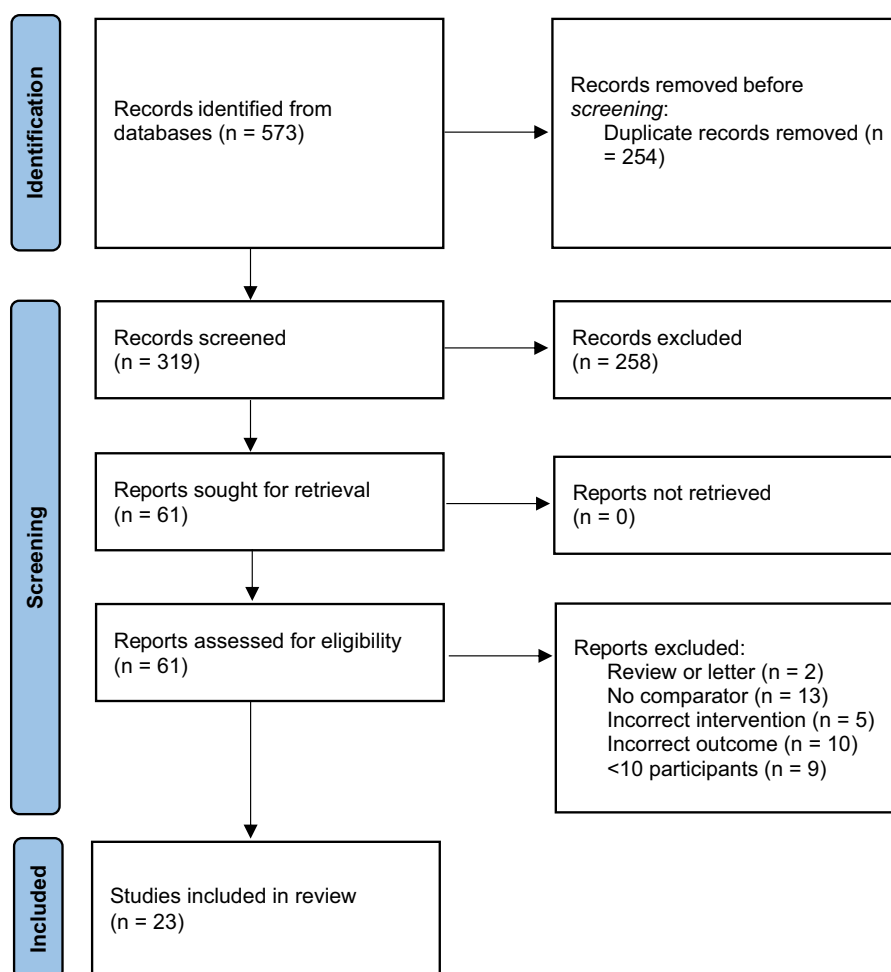 Identification
Records identified from
databases (n = 573)
Records removed before
screening:
Duplicate records removed (n
= 254)
Screening
Records screened
(n = 319)
Records excluded
(n = 258)
Reports sought for retrieval
(n = 61)
Reports not retrieved
(n = 0)
Reports assessed for eligibility
(n = 61)
Reports excluded:
Review or letter (n = 2)
No comparator (n = 13)
Incorrect intervention (n = 5)
Incorrect outcome (n = 10)
<10 participants (n = 9)
Included
Studies included in review
(n = 23)